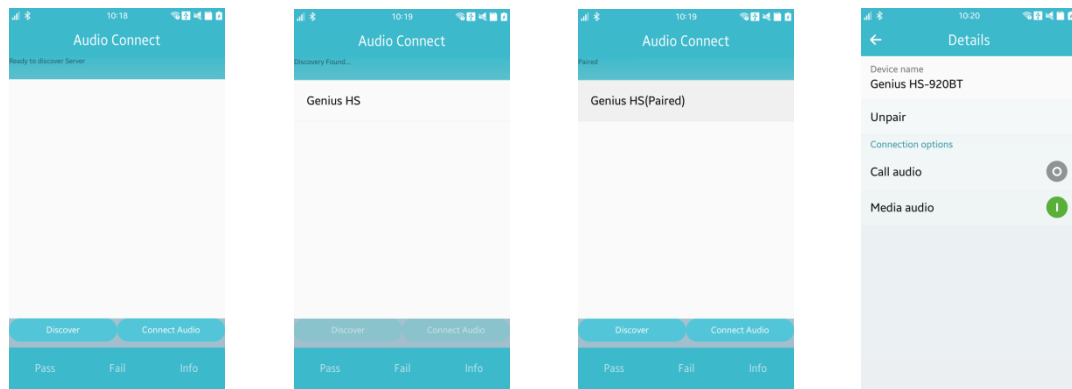 10:18
Audio Connect
Ready to discover Server
Discover
Connect Audio
Pass
Fail
Info
10:19
Audio Connect
Discovery Found...
Genius HS
Discover
Connect Audio
Pass
Fail
Info
10:19
Audio Connect
Paired
Genius HS(Paired)
Discover
Connect Audio
Pass
Fail
Info
10:20
Details
Device name
Genius HS-920BT
Unpair
Connection options
Call audio
Media audio